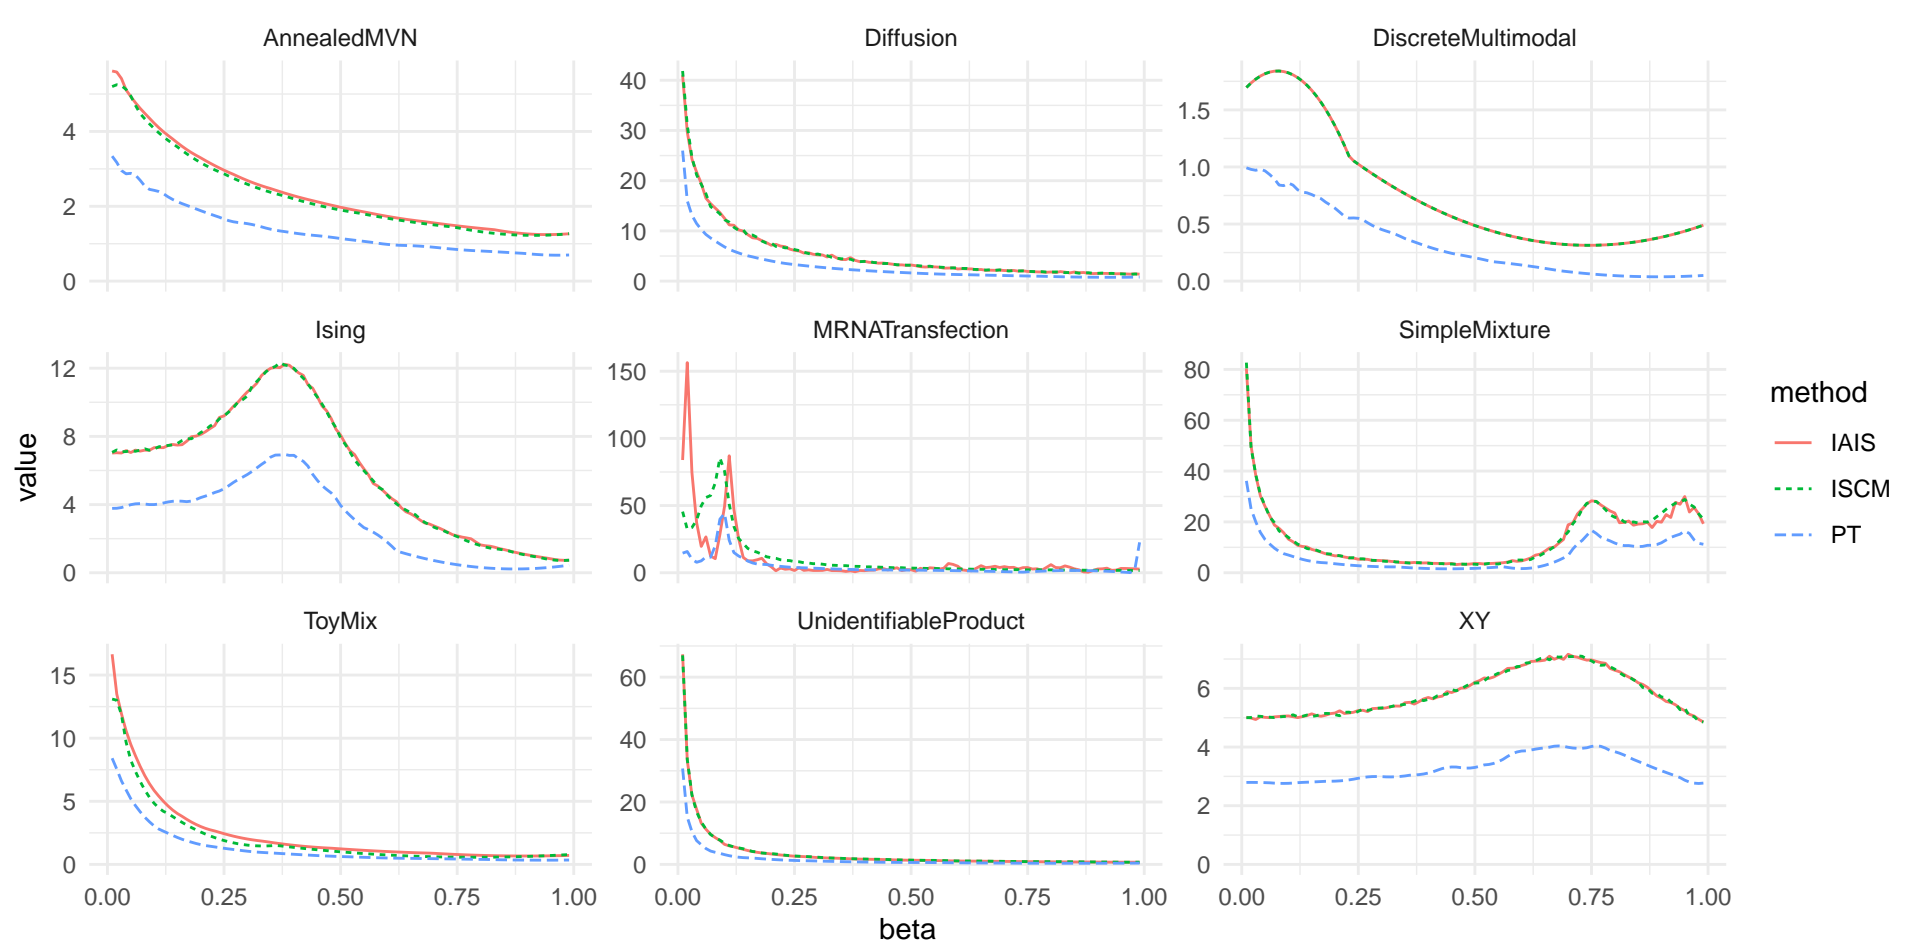 AnnealedMVN
Diffusion
DiscreteMultimodal
4
2
0
40
30
20
10
0
1.5
1.0
0.5
0.0
Ising
MRNATransfection
SimpleMixture
12
8
4
0
150
100
50
0
80
60
40
20
0
ToyMix
UnidentifiableProduct
XY
15
10
5
0
60
40
20
0
6
4
2
0
0.00 0.25 0.50 0.75 1.00
0.00 0.25 0.50 0.75 1.00
0.00 0.25 0.50 0.75 1.00
beta
value
method
IAIS
ISCM
PT